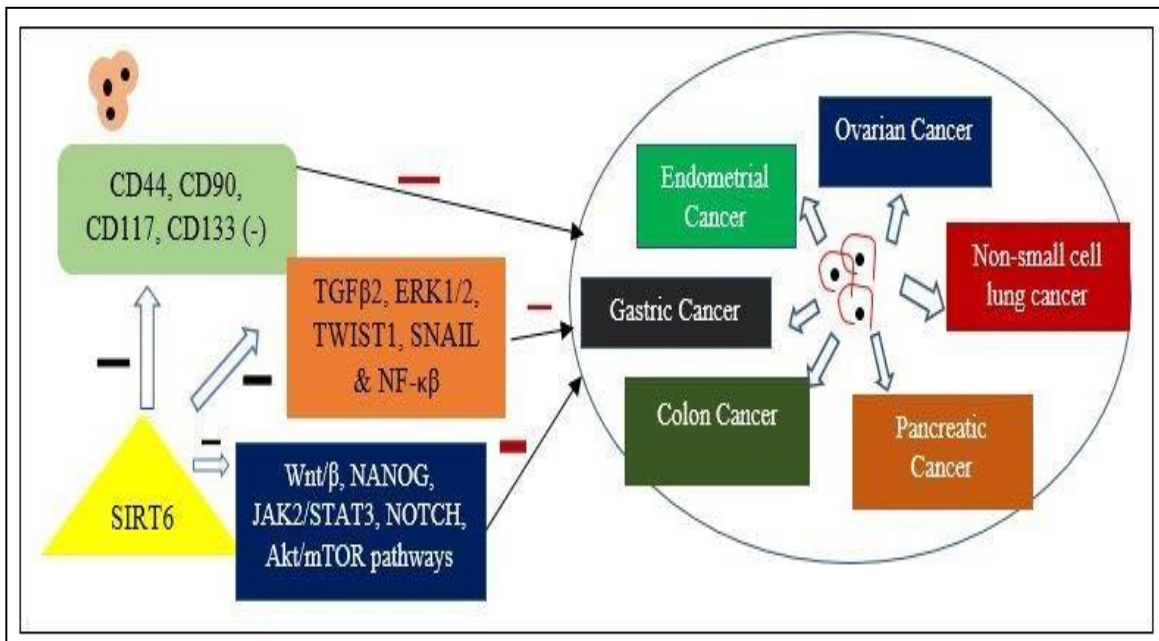 CD44, CD90,
CD117, CD133 (-)
TGFβ2, ERK1/2,
TWIST1, SNAIL
& NF-κβ
Wnt/β, NANOG,
JAK2/STAT3, NOTCH,
Akt/mTOR pathways
SIRT6
Ovarian Cancer
Endometrial
Cancer
Non-small cell
lung cancer
Gastric Cancer
Colon Cancer
Pancreatic
Cancer